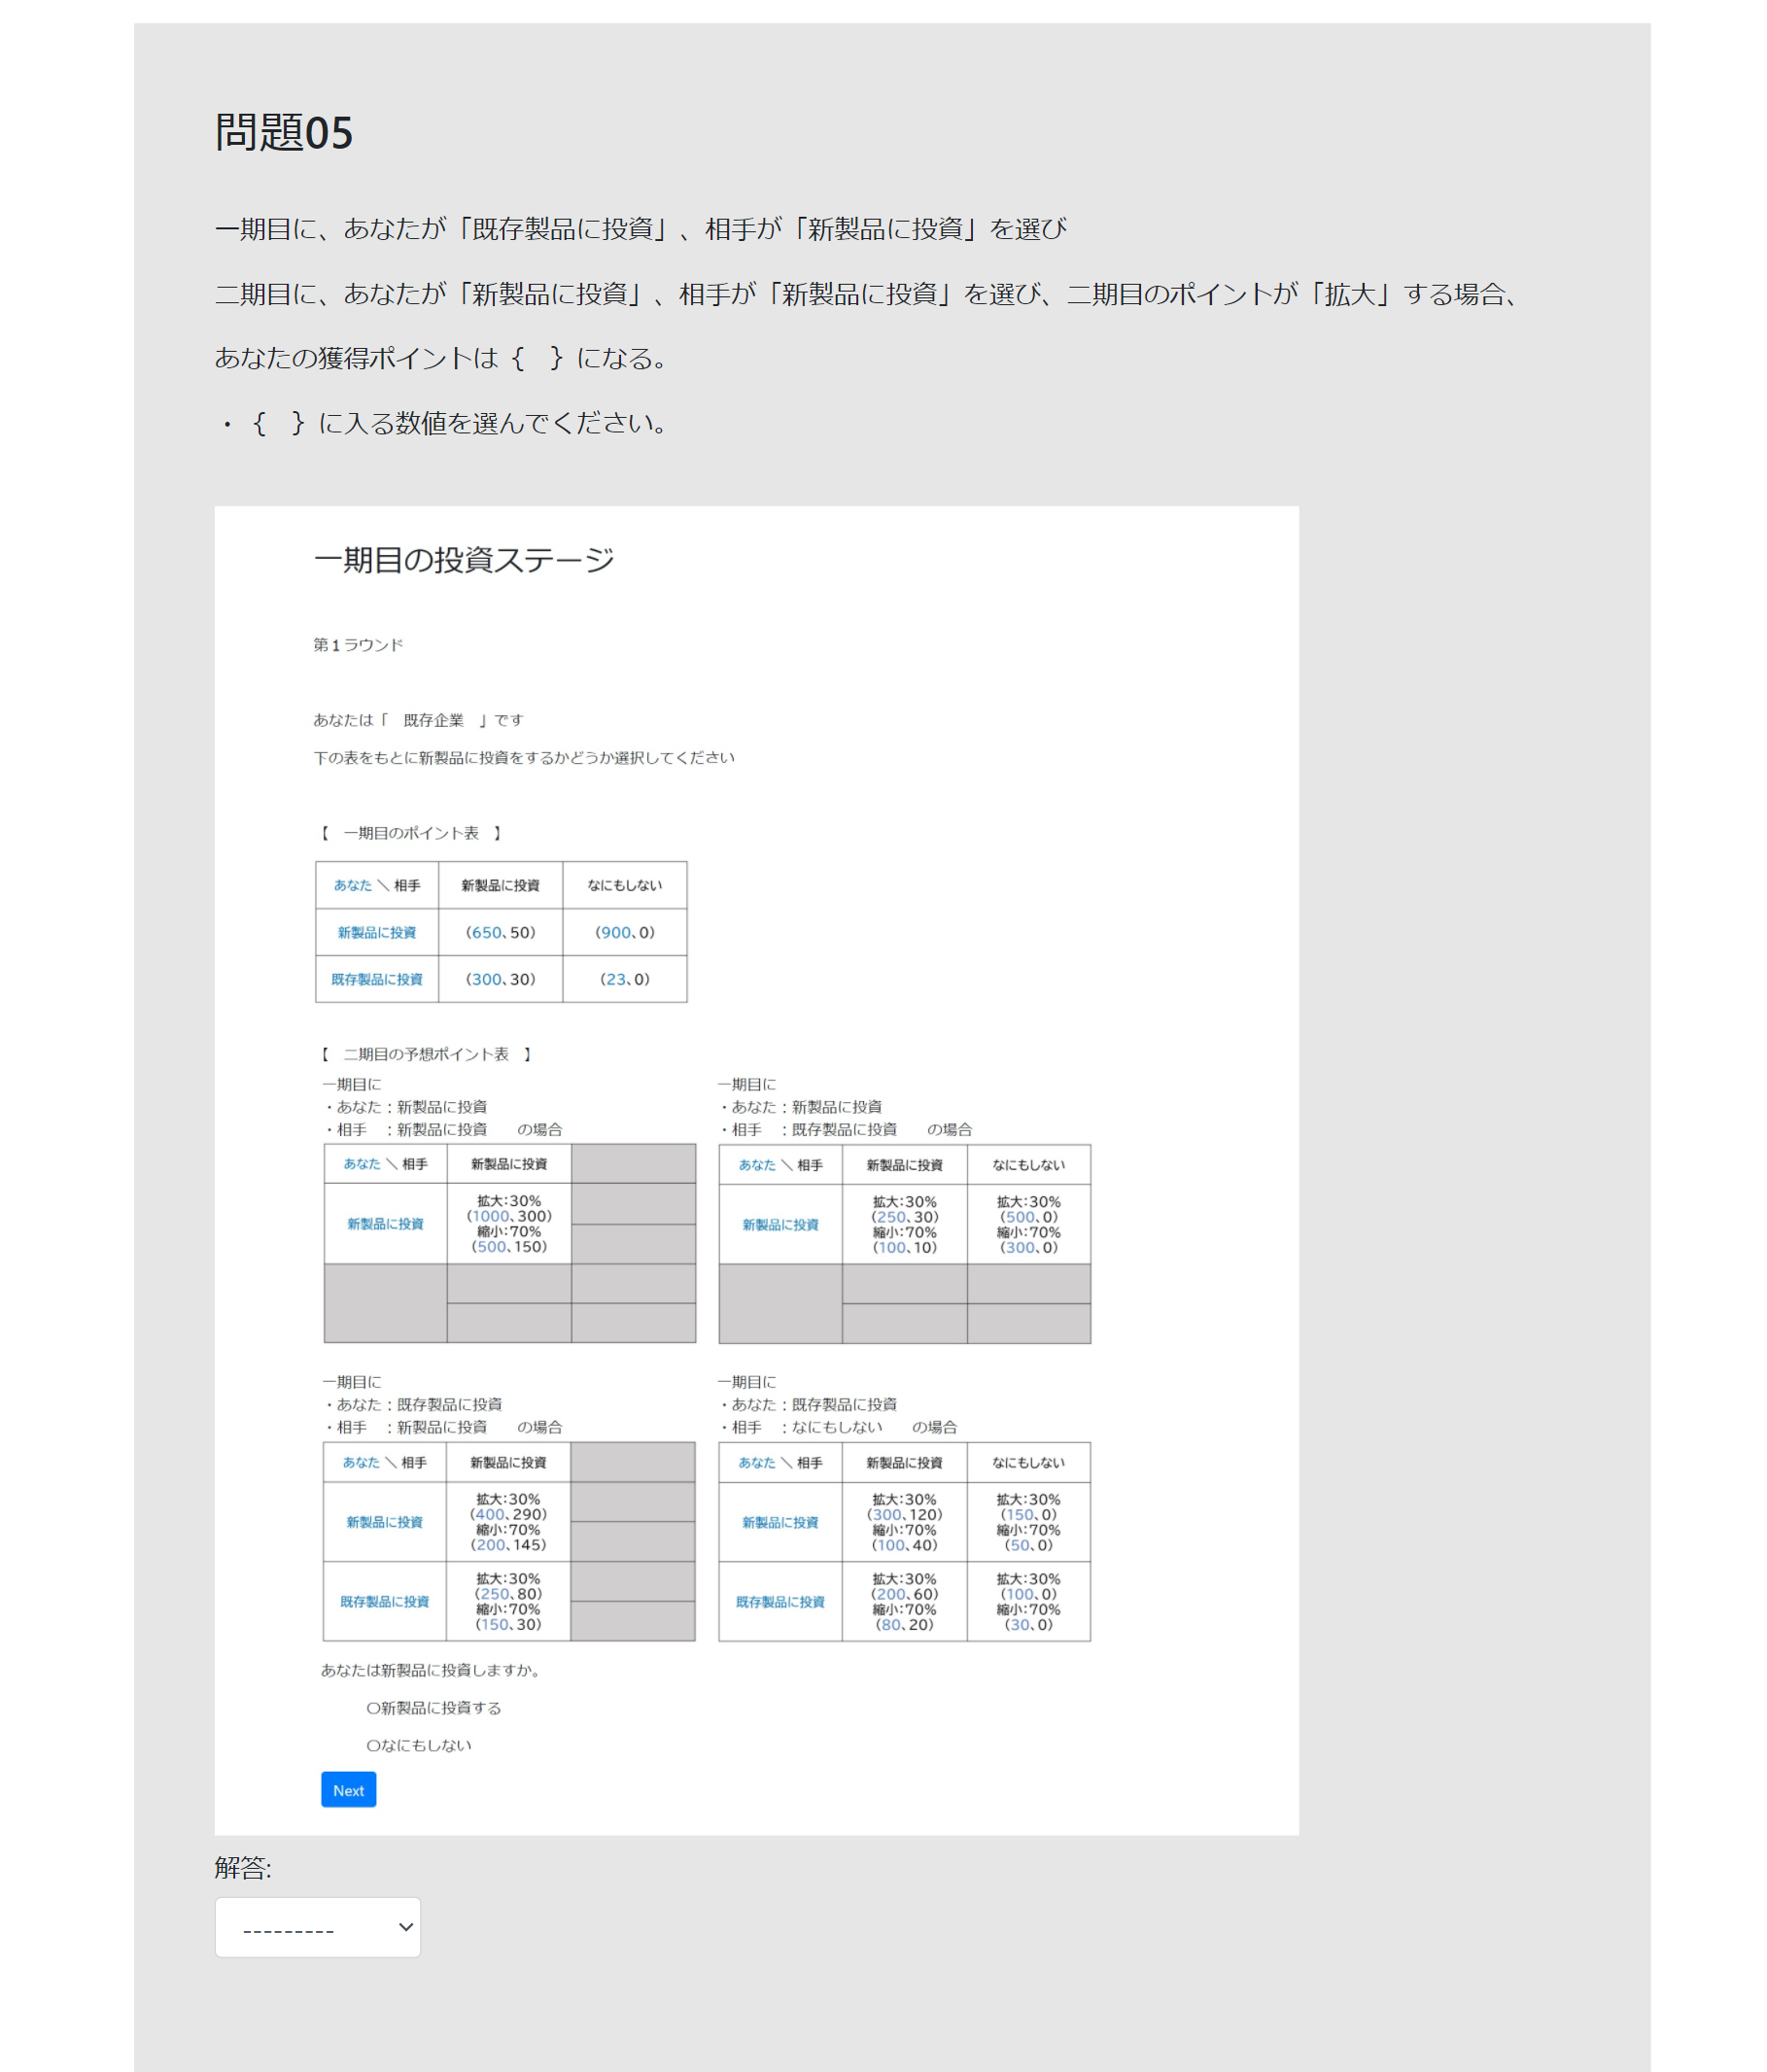 問題05
一期目に、あなたが「既存製品に投資」、相手が「新製品に投資」を選び
二期目に、あなたが「新製品に投資」、相手が「新製品に投資」を選び、二期目のポイントが「拡大」する場合、
あなたの獲得ポイントは { } になる。
・ { } に入る数値を選んでください。
一期目の投資ステージ
第1ラウンド
あなたは「 既存企業 」です
下の表をもとに新製品に投資をするかどうか選択してください
【 一期目のポイント表 】
あなた ＼ 相手 新製品に投資 なにもしない
新製品に投資 (650、50) (900、0)
既存製品に投資 (300、30) (23、0)
【 二期目の予想ポイント表 】
一期目に
・あなた：新製品に投資
・相手 ：新製品に投資 の場合
あなた ＼ 相手 新製品に投資
新製品に投資
拡大：30%
(1000、300)
縮小：70%
(500、150)
一期目に
・あなた：新製品に投資
・相手 ：既存製品に投資 の場合
あなた ＼ 相手 新製品に投資 なにもしない
新製品に投資
拡大：30% 拡大：30%
(250、30) (500、0)
縮小：70% 縮小：70%
(100、10) (300、0)
一期目に
・あなた：既存製品に投資
・相手 ：新製品に投資 の場合
あなた ＼ 相手 新製品に投資
新製品に投資
拡大：30%
(400、290)
縮小：70%
(200、145)
既存製品に投資
拡大：30%
(250、80)
縮小：70%
(150、30)
一期目に
・あなた：既存製品に投資
・相手 ：なにもしない の場合
あなた ＼ 相手 新製品に投資 なにもしない
新製品に投資
拡大：30% 拡大：30%
(300、120) (150、0)
縮小：70% 縮小：70%
(100、40) (50、0)
既存製品に投資
拡大：30% 拡大：30%
(200、60) (100、0)
縮小：70% 縮小：70%
(80、20) (30、0)
あなたは新製品に投資しますか。
〇新製品に投資する
〇なにもしない
Next
解答:
---------